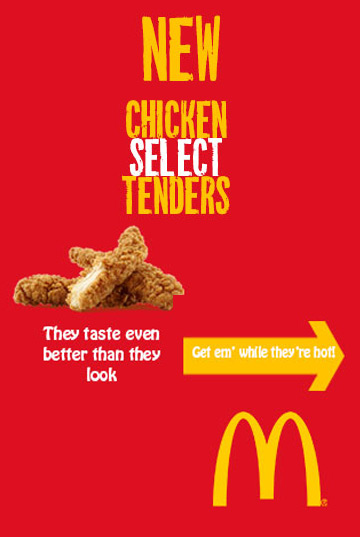 NEW
CHICKEN
SELECT
TENDERS
They taste even
better than they
look
Get em' while they're hot!
M
®